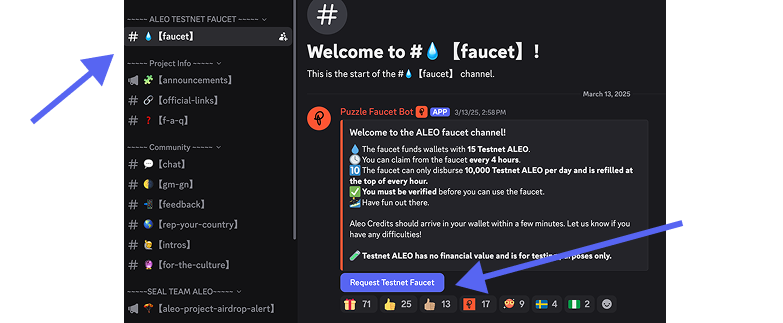 ~~~~~ ALEO TESTNET FAUCET
# 💧【faucet】
~~~~~ Project Info ~~~~~
🧩【announcements】
# 🔗【official-links】
# ❓【f-a-q】
~~~~~ Community ~~~~~
# 💬【chat】
# 🌗【gm-gn】
# 📲【feedback】
# 🌎【rep-your-country】
# 🙋【intros】
# 🔮【for-the-culture】
~~~~~SEAL TEAM ALEO~~~~~
🪂【aleo-project-airdrop-alert】
#
Welcome to #💧【faucet】!
This is the start of the #💧【faucet】 channel.
March 13, 2025
Puzzle Faucet Bot APP 3/13/25, 2:58 PM
Welcome to the ALEO faucet channel!
💧 The faucet funds wallets with 15 Testnet ALEO.
🕓 You can claim from the faucet every 4 hours.
🔟 The faucet can only disburse 10,000 Testnet ALEO per day and is refilled at
the top of every hour.
✅ You must be verified before you can use the faucet.
Have fun out there.
Aleo Credits should arrive in your wallet within a few minutes. Let us know if you
have any difficulties!
🧪 Testnet ALEO has no financial value and is for testing purposes only.
Request Testnet Faucet
71 25 13 17 9 4 2